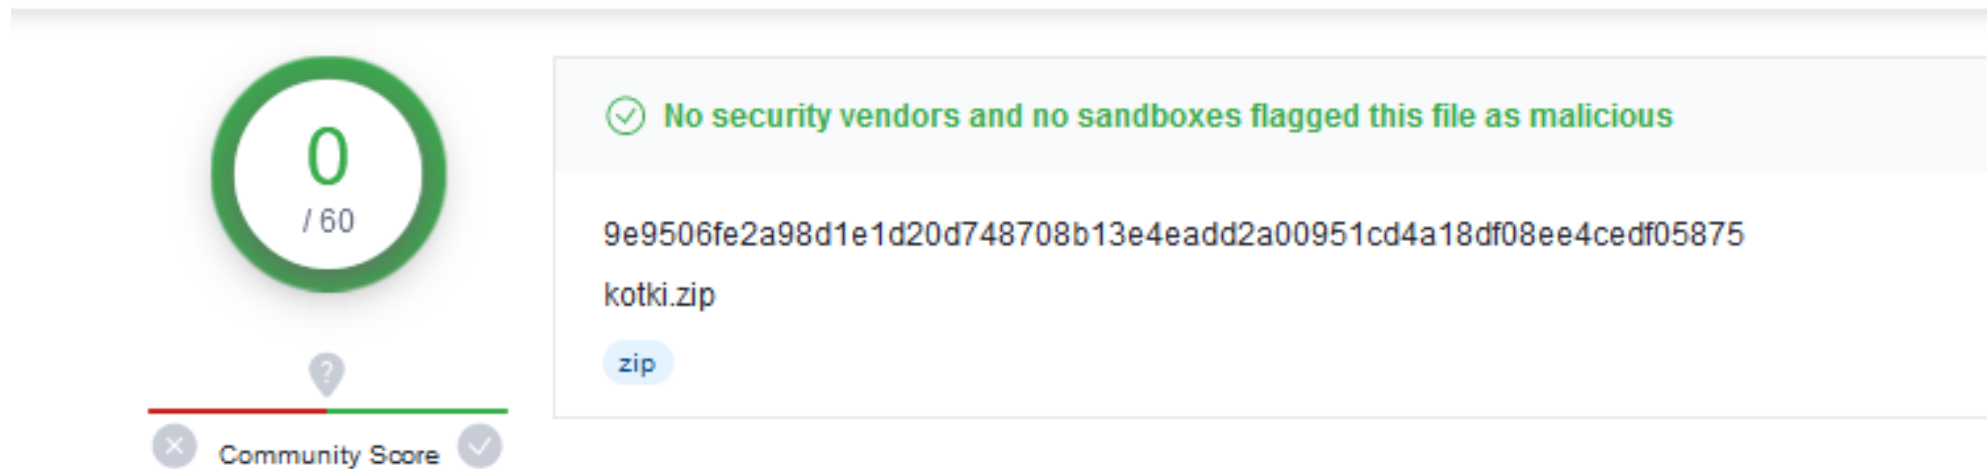 0
/ 60
?
Community Score
No security vendors and no sandboxes flagged this file as malicious
9e9506fe2a98d1e1d20d748708b13e4eadd2a00951cd4a18df08ee4cedf05875
kotki.zip
zip